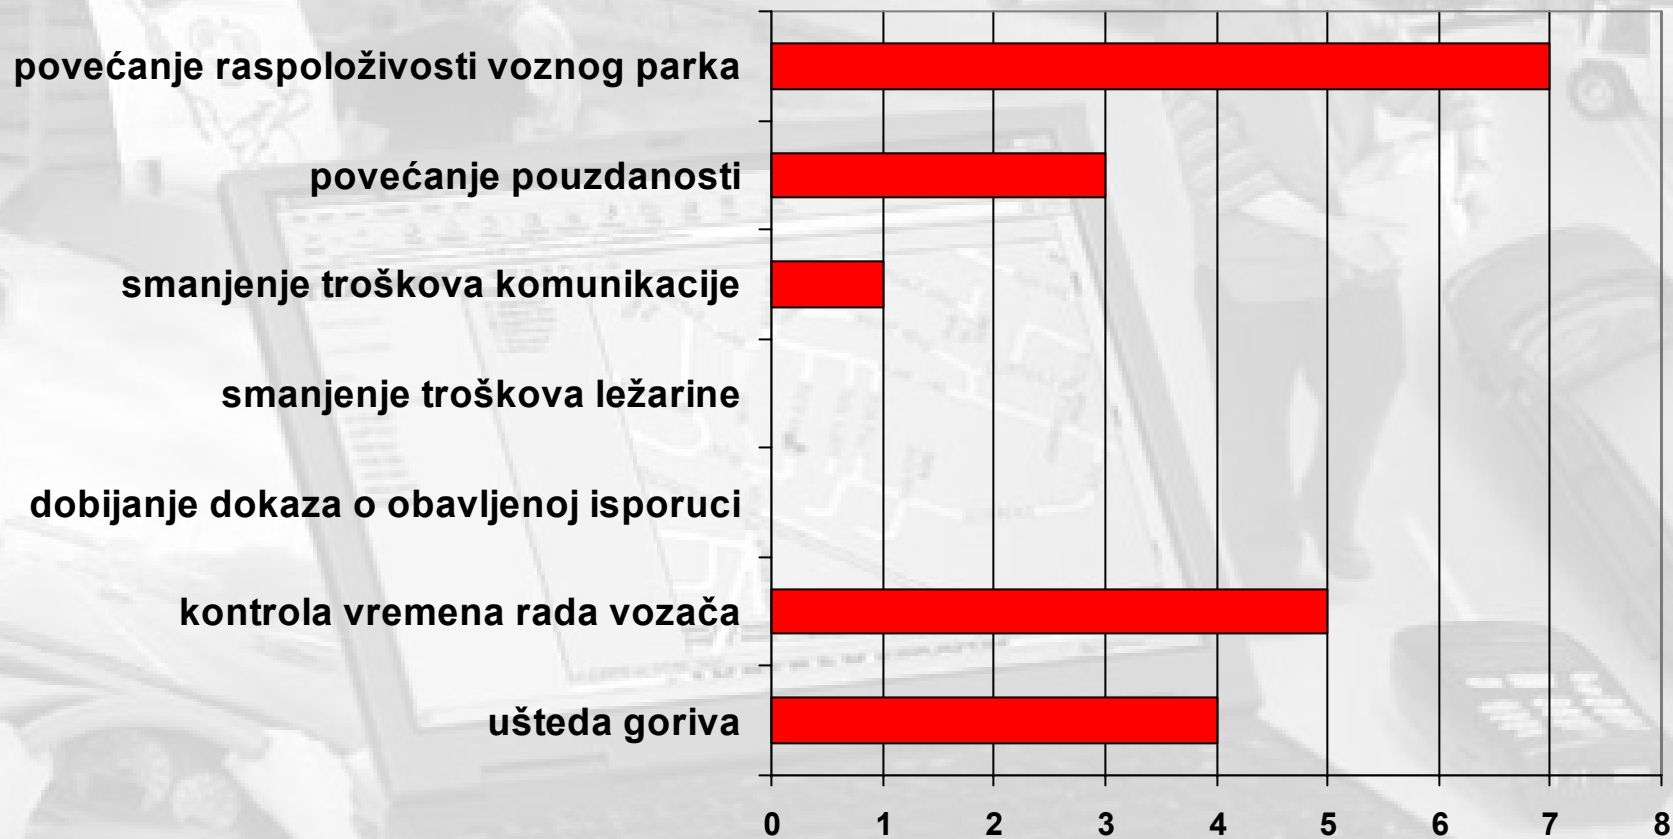 povećanje raspoloživosti voznog parka
povećanje pouzdanosti
smanjenje troškova komunikacije
smanjenje troškova ležarine
dobijanje dokaza o obavljenoj isporuci
kontrola vremena rada vozača
ušteda goriva
0 1 2 3 4 5 6 7 8